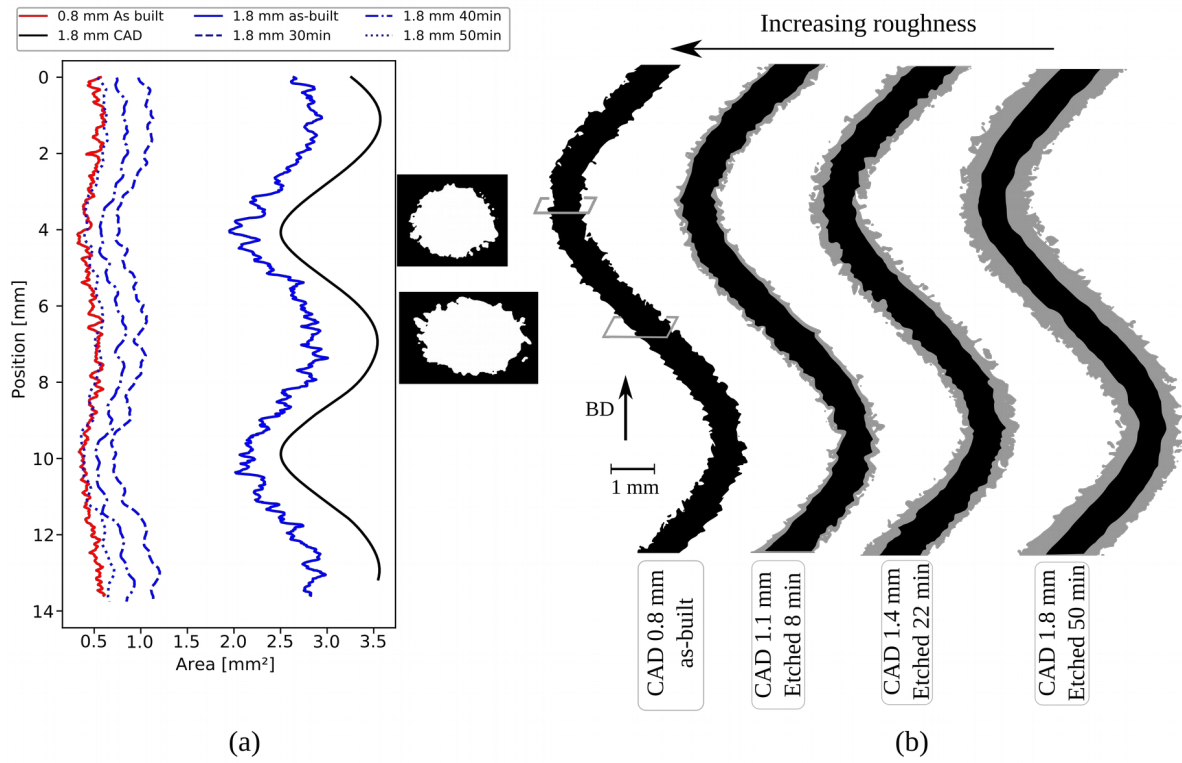 0.8 mm As built
1.8 mm as-built
1.8 mm 40min
1.8 mm CAD
1.8 mm 30min
1.8 mm 50min
Increasing roughness
0
2
4
6
8
10
12
14
Position [mm]
0.5
1.0
1.5
2.0
2.5
3.0
3.5
Area [mm²]
BD
1 mm
CAD 0.8 mm
as-built
CAD 1.1 mm
Etched 8 min
CAD 1.4 mm
Etched 22 min
CAD 1.8 mm
Etched 50 min
(a)
(b)